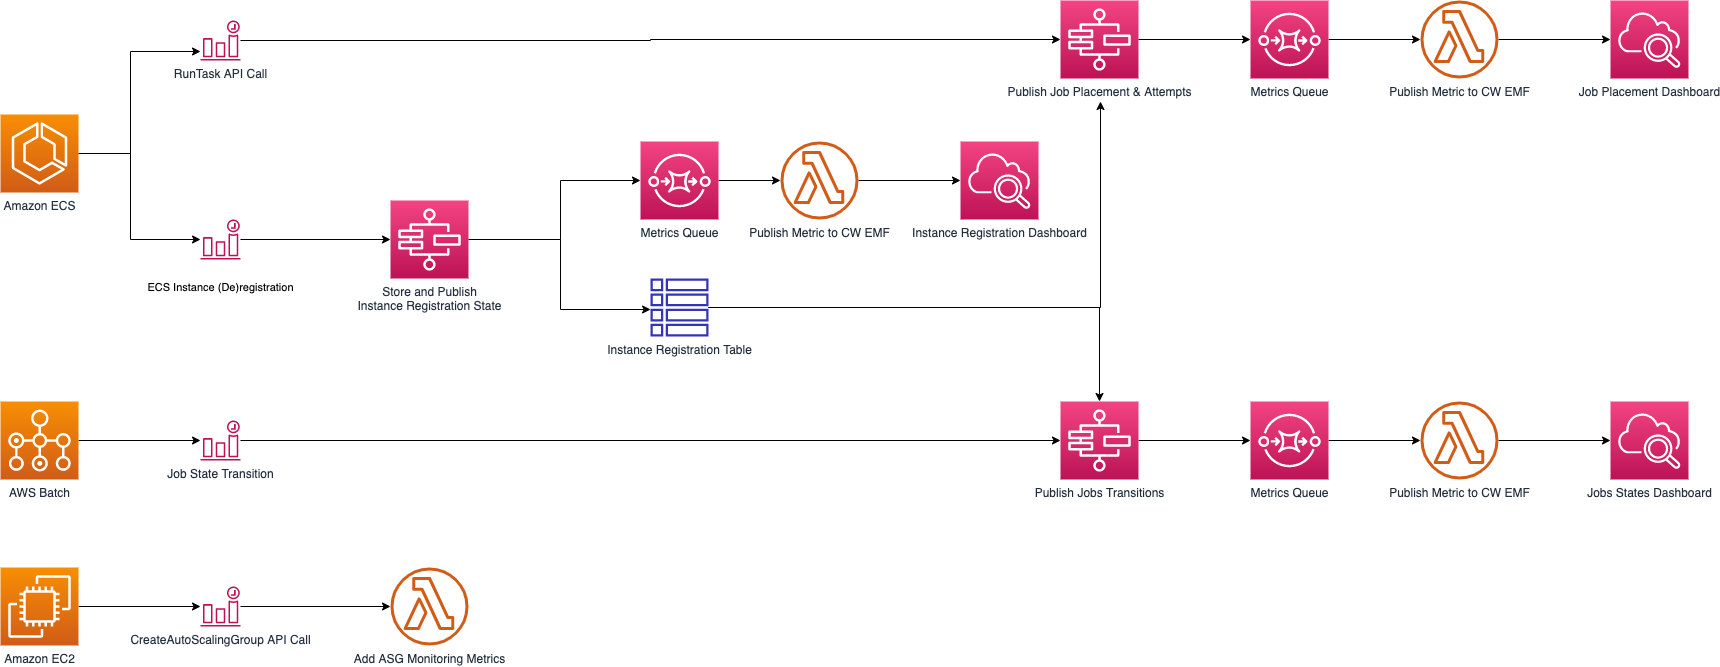 RunTask API Call
Publish Job Placement & Attempts
Metrics Queue
Publish Metric to CW EMF
Job Placement Dashboard
Amazon ECS
Metrics Queue
Publish Metric to CW EMF
Instance Registration Dashboard
ECS Instance (De)registration
Store and Publish
Instance Registration State
Instance Registration Table
AWS Batch
Job State Transition
Publish Jobs Transitions
Metrics Queue
Publish Metric to CW EMF
Jobs States Dashboard
Amazon EC2
CreateAutoScalingGroup API Call
Add ASG Monitoring Metrics